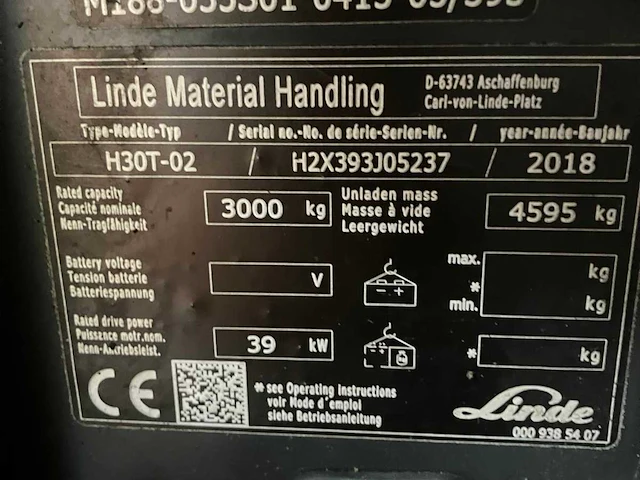 Linde Material Handling
D-63743 Aschaffenburg
Carl-von-Linde-Platz
Type-Modèle-Typ / Serial no.-No. de série-Serien-Nr. / year-année-Baujahr
H30T-02 / H2X393J05237 / 2018
Rated capacity
Capacité nominale
Nenn-Tragfähigkeit
3000 kg
Unladen mass
Masse à vide
Leergewicht
4595 kg
Battery voltage
Tension batterie
Batteriespannung
V
- +
max.
*
min.
kg
kg
Rated drive power
Puissance motr.nom.
Nenn-Antriebsleist.
39 kW
kg
* kg
CE
* see Operating instructions
voir Mode d'emploi
siehe Betriebsanleitung
Linde
000 938 54 07